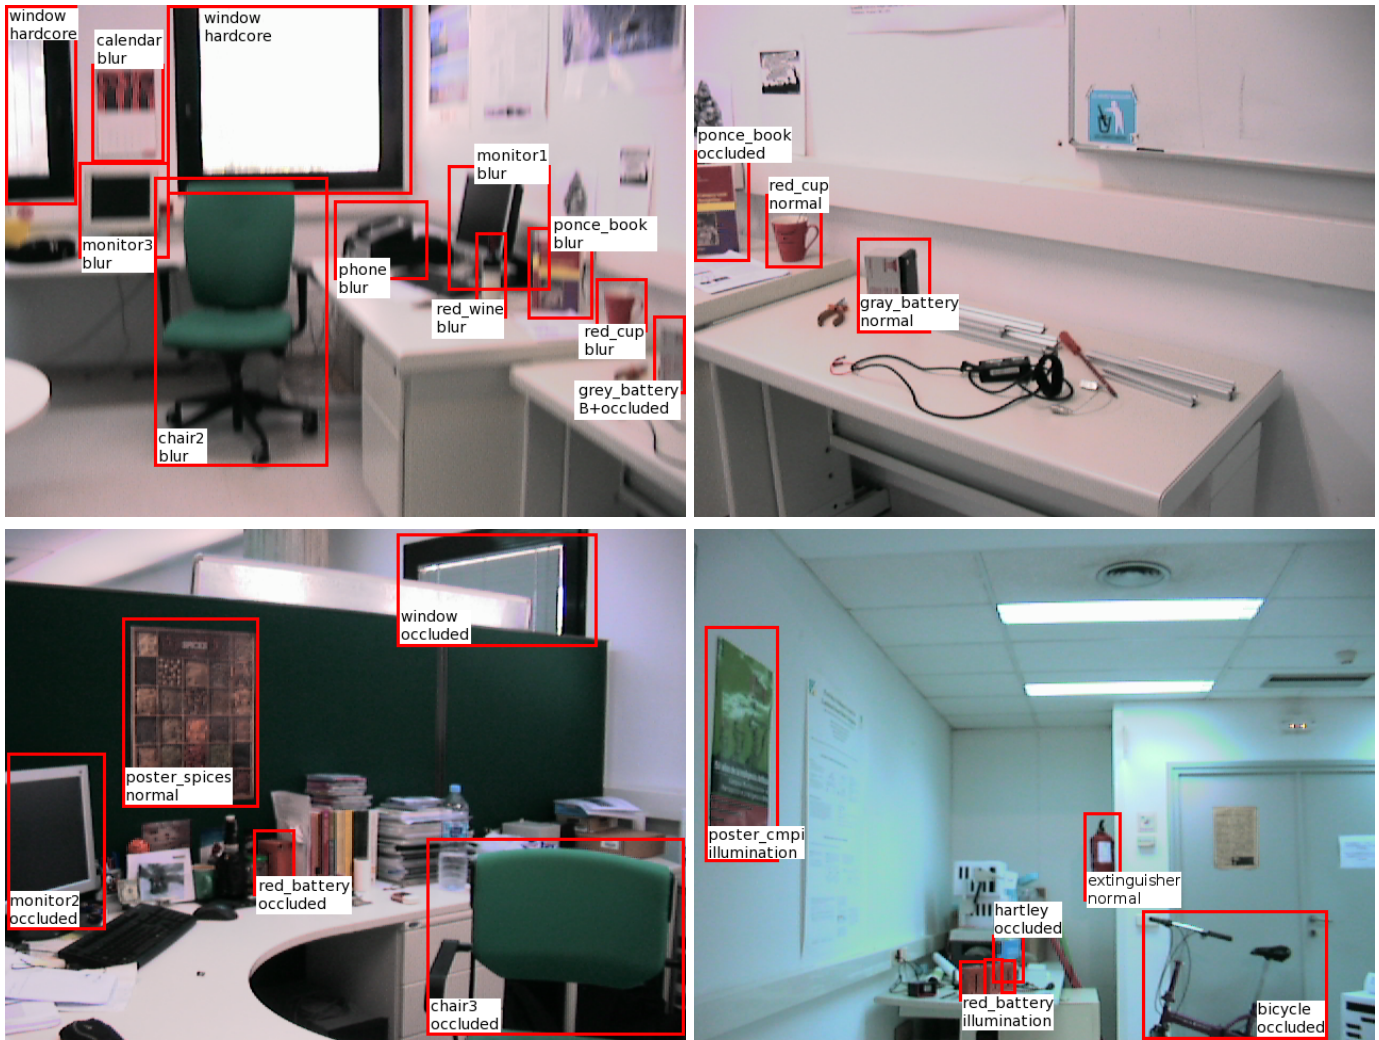 window
hardcore
calendar
blur
window
hardcore
monitor1
blur
ponce_book
blur
monitor3
blur
phone
blur
red_wine
blur
red_cup
blur
grey_battery
B+occluded
chair2
blur
ponce_book
occluded
red_cup
normal
gray_battery
normal
window
occluded
poster_spices
normal
SPICES
monitor2
occluded
red_battery
occluded
chair3
occluded
poster_cmpi
illumination
extinguisher
normal
hartley
occluded
red_battery
illumination
bicycle
occluded